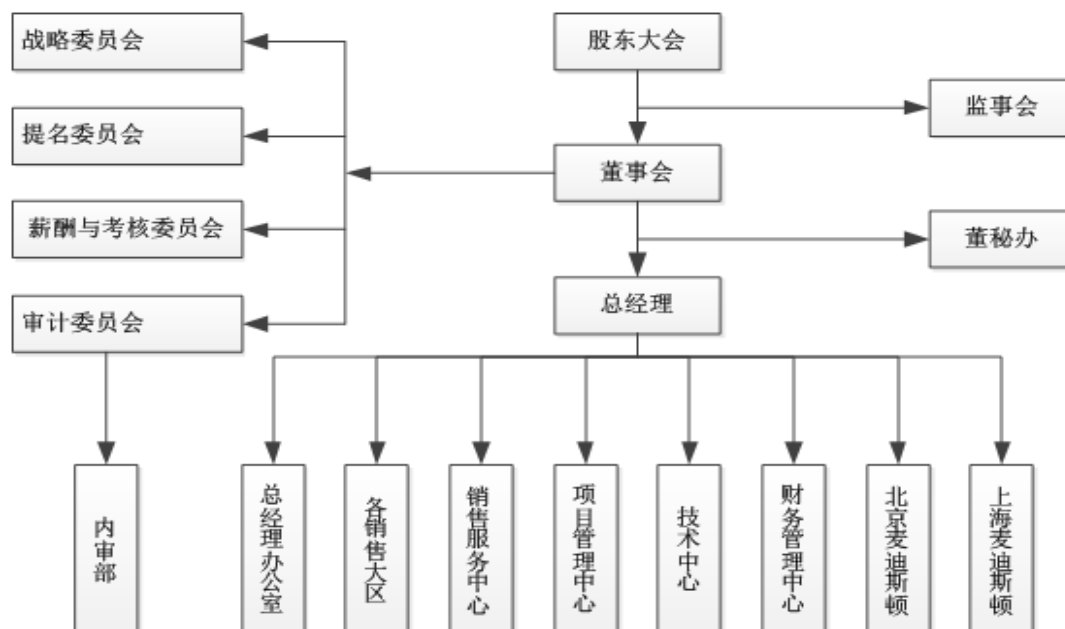 战略委员会
股东大会
监事会
提名委员会
董事会
薪酬与考核委员会
董秘办
总经理
审计委员会
内审部
总经理办公室
各销售大区
销售服务中心
项目管理中心
技术中心
财务管理中心
北京麦迪斯顿
上海麦迪斯顿